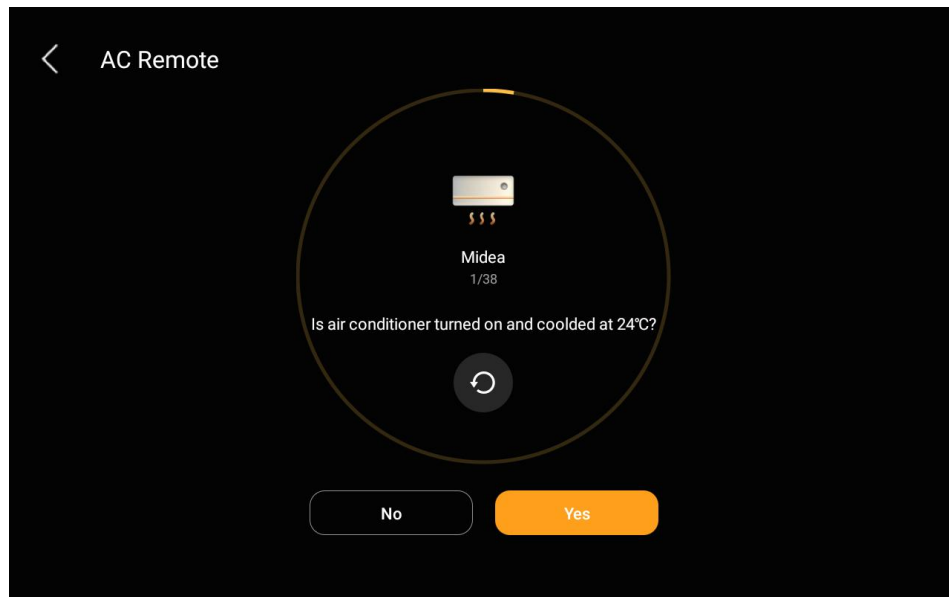 AC Remote
Midea
1/38
Is air conditioner turned on and coolded at 24℃?
No
Yes